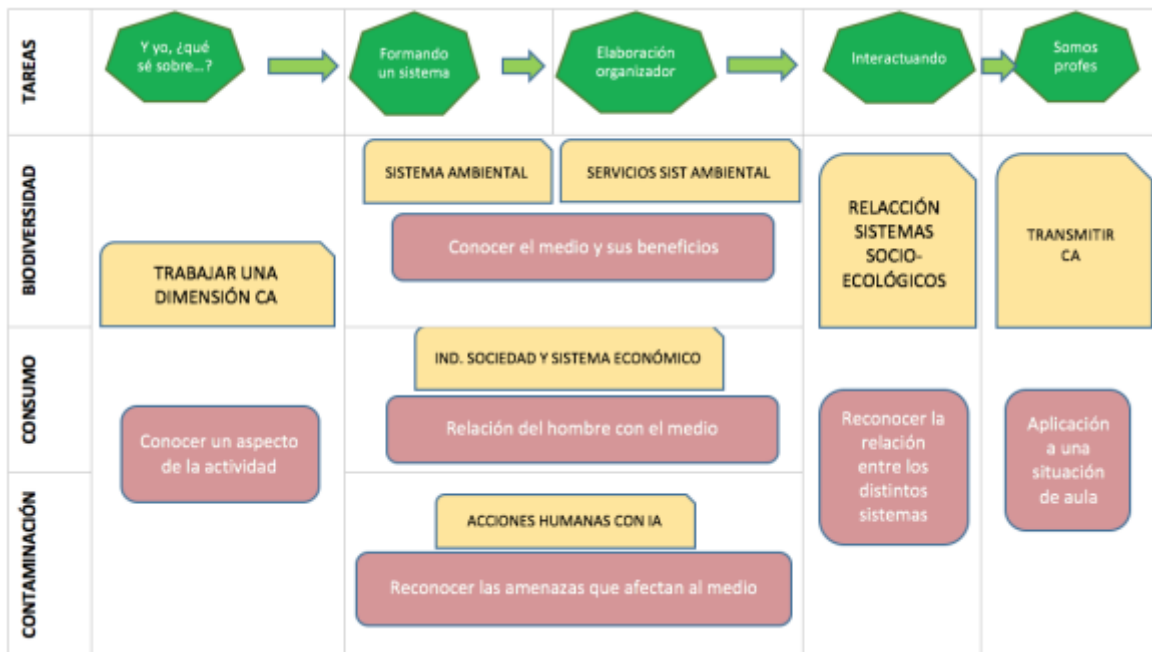 TAREAS
Y yo, ¿qué
sé sobre...?
Formando
un sistema
Elaboración
organizador
Interactuando
Somos
profes
BIODIVERSIDAD
TRABAJAR UNA
DIMENSIÓN CA
SISTEMA AMBIENTAL
SERVICIOS SIST AMBIENTAL
Conocer el medio y sus beneficios
RELACCIÓN
SISTEMAS
SOCIO-
ECOLÓGICOS
TRANSMITIR
CA
CONSUMO
Conocer un aspecto
de la actividad
IND. SOCIEDAD Y SISTEMA ECONÓMICO
Relación del hombre con el medio
Reconocer la
relación
entre los
distintos
sistemas
Aplicación
a una
situación
de aula
CONTAMINACIÓN
ACCIONES HUMANAS CON IA
Reconocer las amenazas que afectan al medio